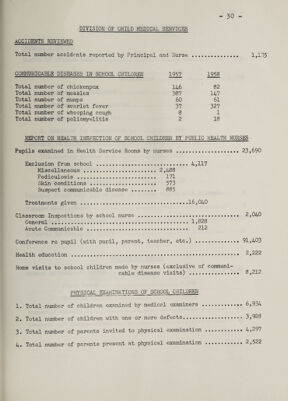 - 30 -
DIVISION OF CHILD MEDICAL SERVICES
ACCIDENTS REVIEWED
Total number accidents reported by Principal and Nurse ............... 1,175
COMMUNICABLE DISEASES IN SCHOOL CHILDREN 1957 1958
Total number of chickenpox 146 82
Total number of measles 387 147
Total number of mumps 60 61
Total number of scarlet fever 37 327
Total number of whooping cough 8 1
Total number of poliomyelitis 2 18
REPORT ON HEALTH INSPECTION OF SCHOOL CHILDREN BY PUBLIC HEALTH NURSES
Pupils examined in Health Service Rooms by nurses ................ 23,690
Exclusion from school ..................... 4,117
Miscellaneous ................. 2,488
Pediculosis ................. 171
Skin conditions ............. 573
Suspect communicable disease ....... 885
Treatments given .........................16,040
Classroom Inspections by school nurse ......................... 2,040
General ........................... 1,828
Acute Communicable ................ 212
Conference re pupil (with pupil, parent, teacher, etc.) ............. 91,403
Health education .................................. 2,222
Home visits to school children made by nurses (exclusive of communi-
cable disease visits) ................ 8,212
PHYSICAL EXAMINATIONS OF SCHOOL CHILDREN
1. Total number of children examined by medical examiners ........... 6,934
2. Total number of children with one or more defects................ 3,928
3. Total number of parents invited to physical examination .......... 4,297
4. Total number of parents present at physical examination .......... 2,522